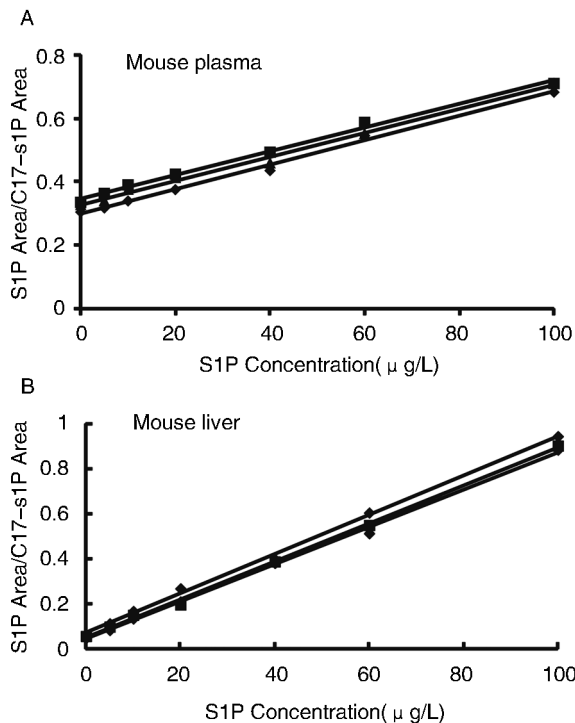 A
Mouse plasma
S1P Area/C17-s1P Area
0.8
0.6
0.4
0.2
0
0 20 40 60 80 100
S1P Concentration( μ g/L)
B
Mouse liver
S1P Area/C17-s1P Area
1
0.8
0.6
0.4
0.2
0
0 20 40 60 80 100
S1P Concentration( μ g/L)